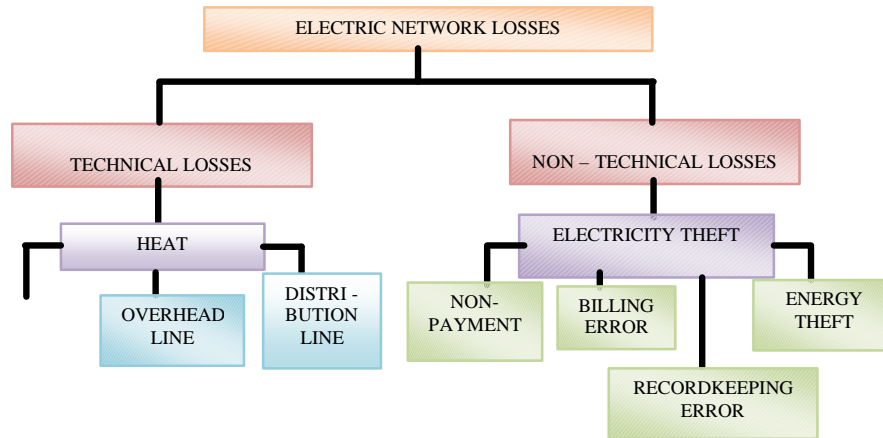 ELECTRIC NETWORK LOSSES
TECHNICAL LOSSES
NON – TECHNICAL LOSSES
HEAT
ELECTRICITY THEFT
OVERHEAD
LINE
DISTRI -
BUTION
LINE
NON-
PAYMENT
BILLING
ERROR
ENERGY
THEFT
RECORDKEEPING
ERROR